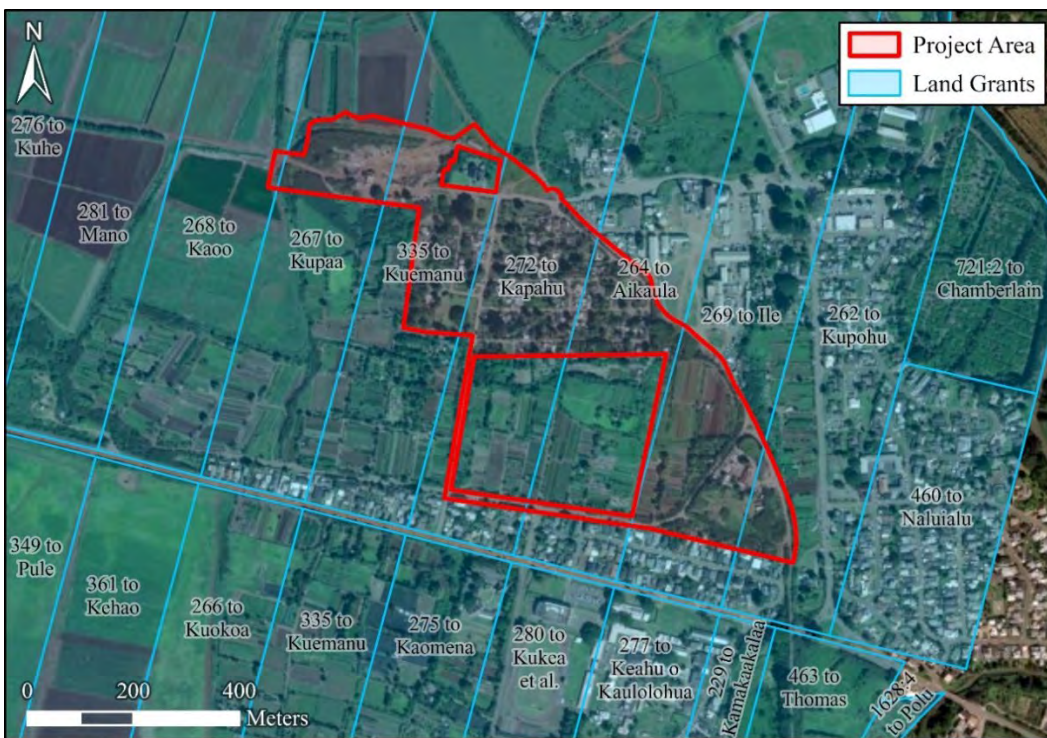 N
Project Area
Land Grants
276 to
Kuhe
281 to
Mano
268 to
Kaoo
267 to
Kupaa
335 to
Kuemanu
272 to
Kapahu
264 to
Aikaula
269 to Ile
262 to
Kupohu
721:2 to
Chamberlain
460 to
Naluialu
349 to
Pule
361 to
Kehao
266 to
Kuokoa
335 to
Kuemanu
275 to
Kaomena
280 to
Kukea
et al.
277 to
Keahu o
Kaulolohua
229 to
Kamakaakalaa
463 to
Thomas
1628:4
to Polu
0 200 400
Meters